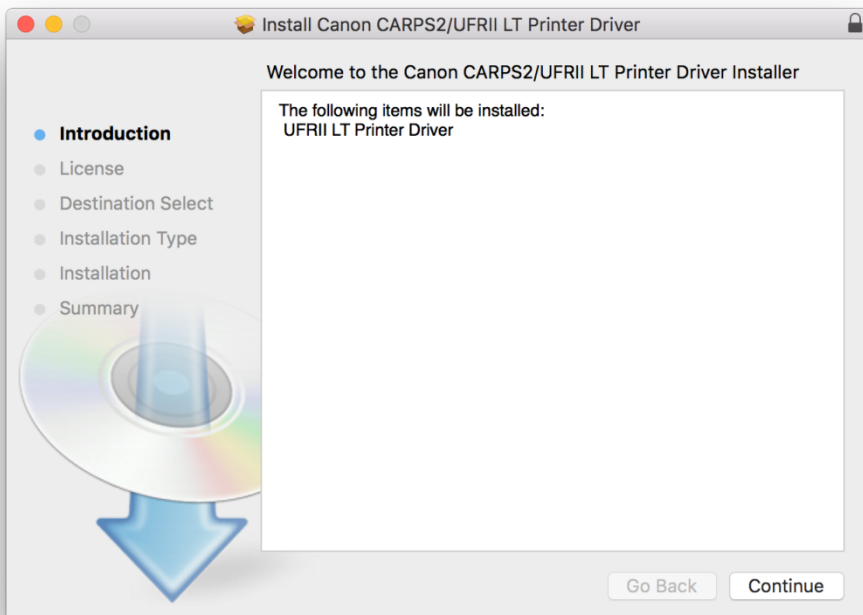 Install Canon CARPS2/UFRII LT Printer Driver
Welcome to the Canon CARPS2/UFRII LT Printer Driver Installer
Introduction
License
Destination Select
Installation Type
Installation
Summary
The following items will be installed:
UFRII LT Printer Driver
Go Back
Continue